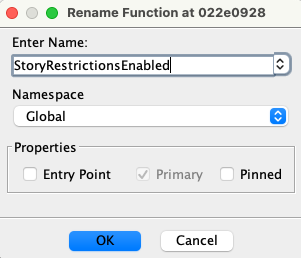 Rename Function at 022e0928
Enter Name:
StoryRestrictionsEnabled
Namespace
Global
Properties
Entry Point Primary Pinned
OK Cancel